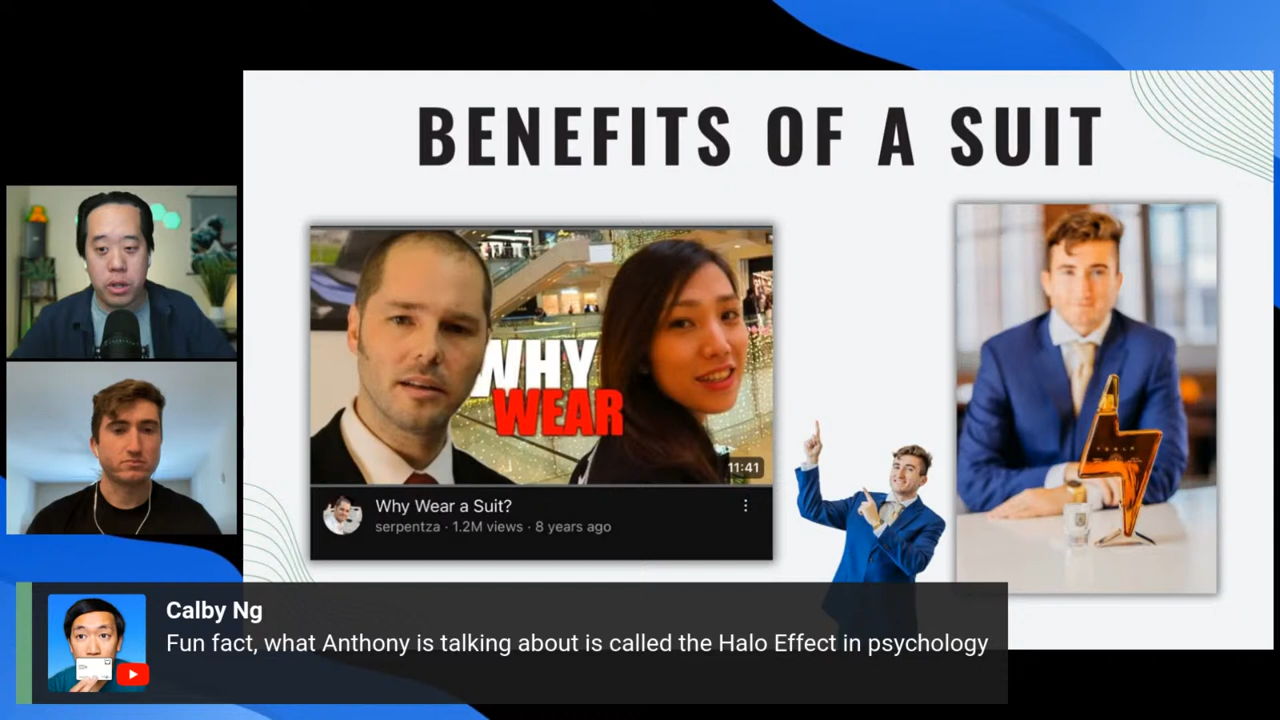 BENEFITS OF A SUIT
WHY
WEAR
11:41
Why Wear a Suit?
serpentza · 1.2M views · 8 years ago
TESLA
Calby Ng
Fun fact, what Anthony is talking about is called the Halo Effect in psychology